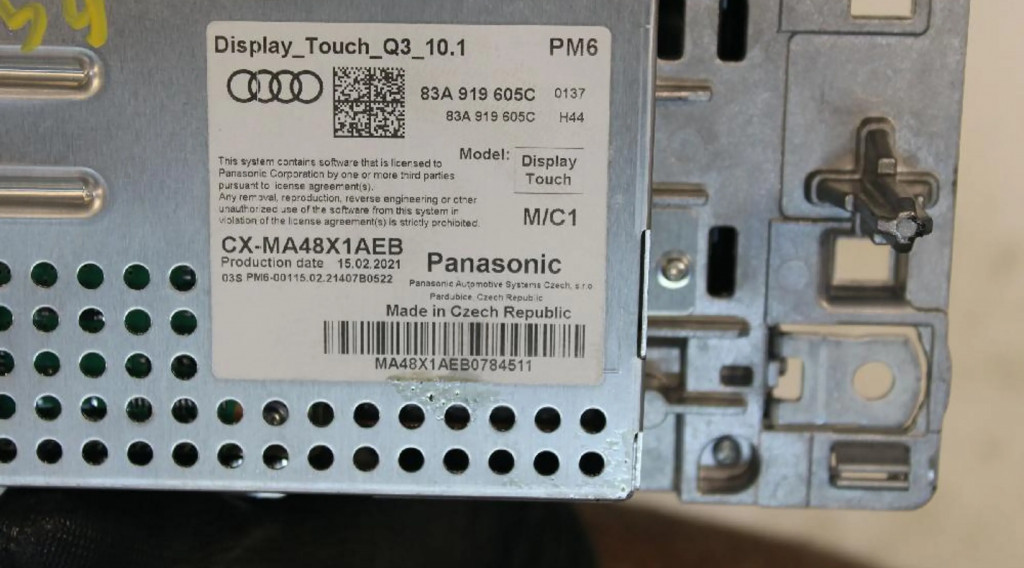 Display_Touch_Q3_10.1 PM6
83A 919 605C 0137
83A 919 605C H44
Model: Display Touch
This system contains software that is licensed to
Panasonic Corporation by one or more third parties
pursuant to license agreement(s).
Any removal, reproduction, reverse engineering or other
unauthorized use of the software from this system in
violation of the license agreement(s) is strictly prohibited.
M/C1
CX-MA48X1AEB
Production date 15.02.2021
03S PM6-00115.02.21407B0522
Panasonic
Panasonic Automotive Systems Czech, s.r.o
Pardubice, Czech Republic
Made in Czech Republic
MA48X1AEB0784511